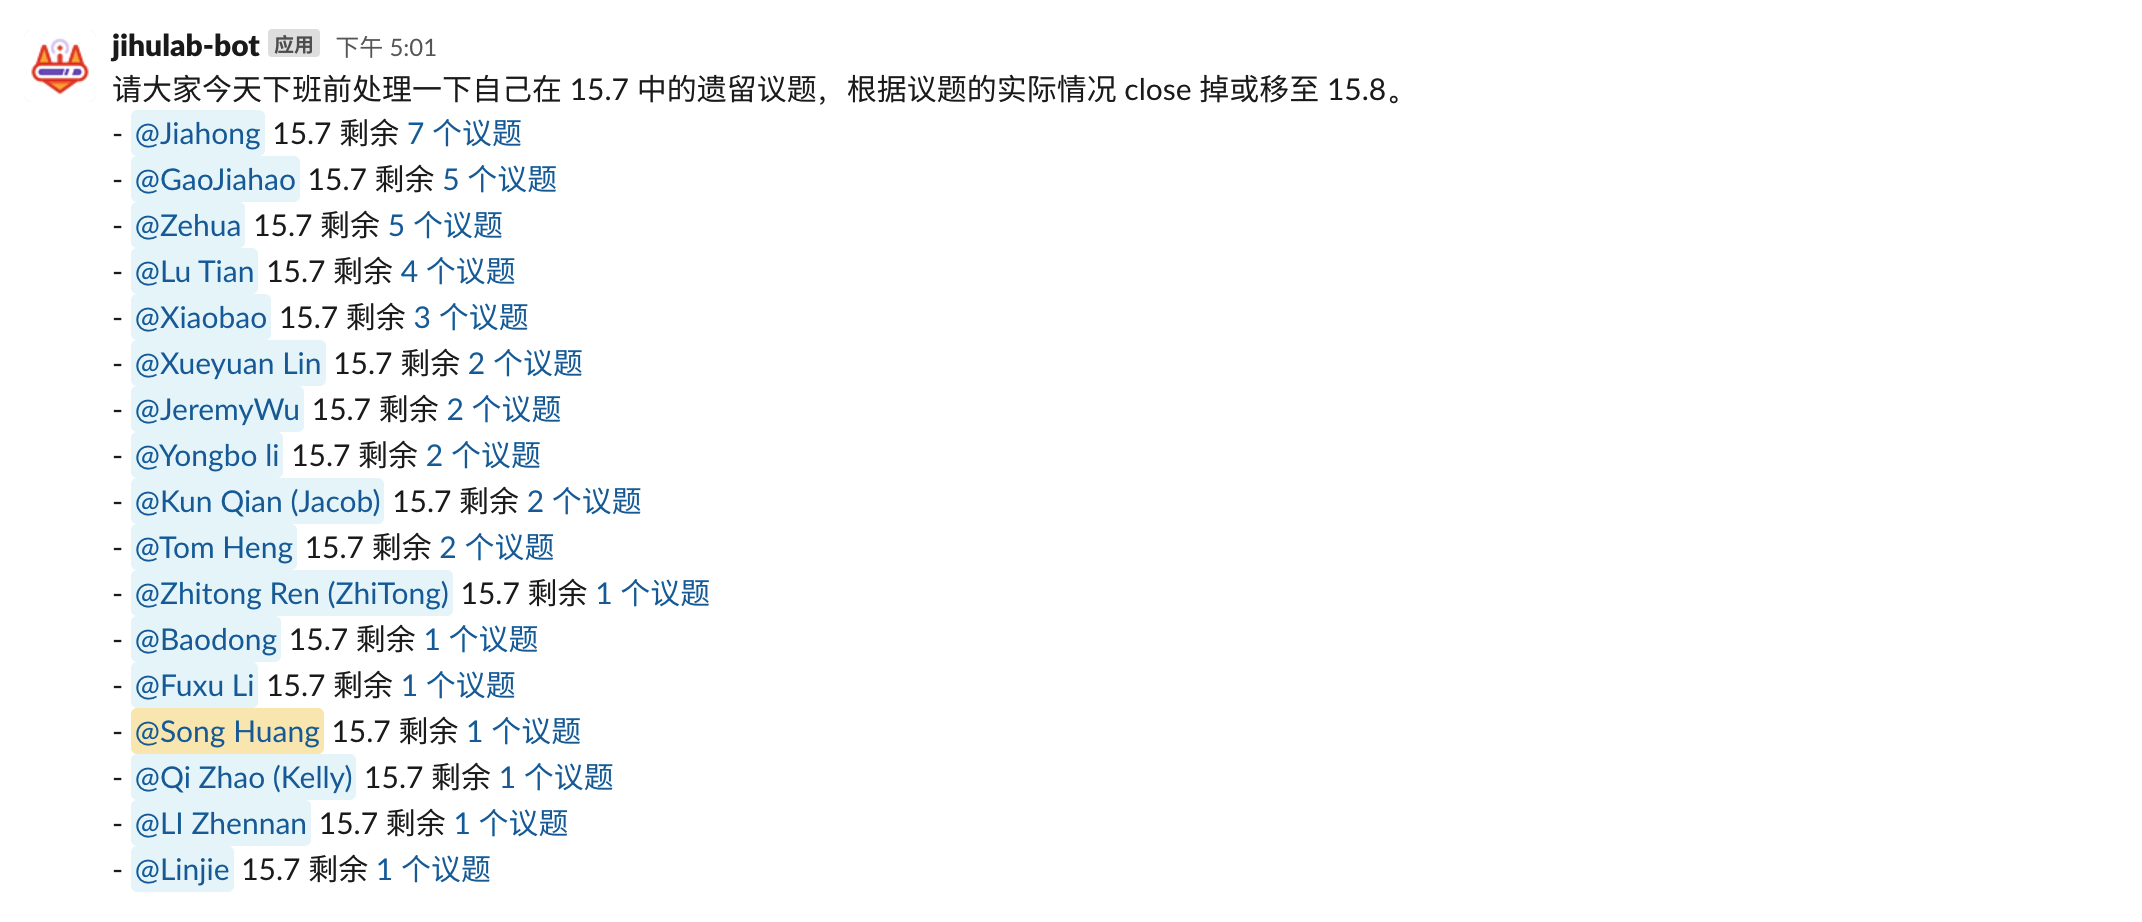 jihulab-bot 应用 下午 5:01
请大家今天下班前处理一下自己在 15.7 中的遗留议题，根据议题的实际情况 close 掉或移至 15.8。
- @Jiahong 15.7 剩余 7 个议题
- @GaoJiahao 15.7 剩余 5 个议题
- @Zehua 15.7 剩余 5 个议题
- @Lu Tian 15.7 剩余 4 个议题
- @Xiaobao 15.7 剩余 3 个议题
- @Xueyuan Lin 15.7 剩余 2 个议题
- @JeremyWu 15.7 剩余 2 个议题
- @Yongbo li 15.7 剩余 2 个议题
- @Kun Qian (Jacob) 15.7 剩余 2 个议题
- @Tom Heng 15.7 剩余 2 个议题
- @Zhitong Ren (ZhiTong) 15.7 剩余 1 个议题
- @Baodong 15.7 剩余 1 个议题
- @Fuxu Li 15.7 剩余 1 个议题
- @Song Huang 15.7 剩余 1 个议题
- @Qi Zhao (Kelly) 15.7 剩余 1 个议题
- @LI Zhennan 15.7 剩余 1 个议题
- @Linjie 15.7 剩余 1 个议题